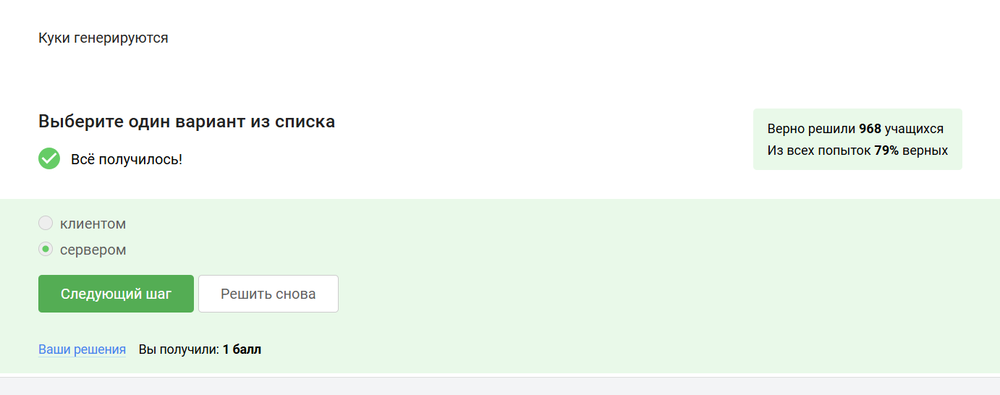 Куки генерируются
Выберите один вариант из списка
Всё получилось!
Верно решили 968 учащихся
Из всех попыток 79% верных
клиентом
сервером
Следующий шаг
Решить снова
Ваши решения Вы получили: 1 балл